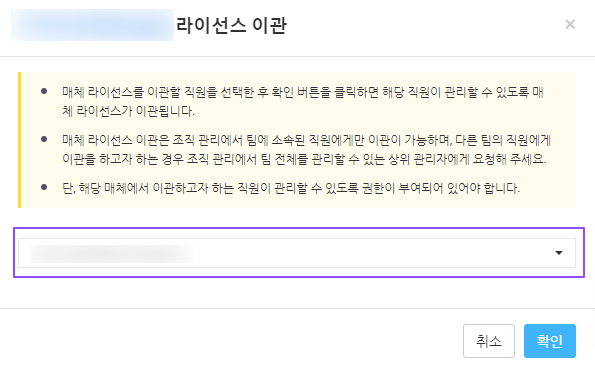 라이선스 이관
×
매체 라이선스를 이관할 직원을 선택한 후 확인 버튼을 클릭하면 해당 직원이 관리할 수 있도록 매
체 라이선스가 이관됩니다.
매체 라이선스 이관은 조직 관리에서 팀에 소속된 직원에게만 이관이 가능하며, 다른 팀의 직원에게
이관을 하고자 하는 경우 조직 관리에서 팀 전체를 관리할 수 있는 상위 관리자에게 요청해 주세요.
단, 해당 매체에서 이관하고자 하는 직원이 관리할 수 있도록 권한이 부여되어 있어야 합니다.
취소
확인